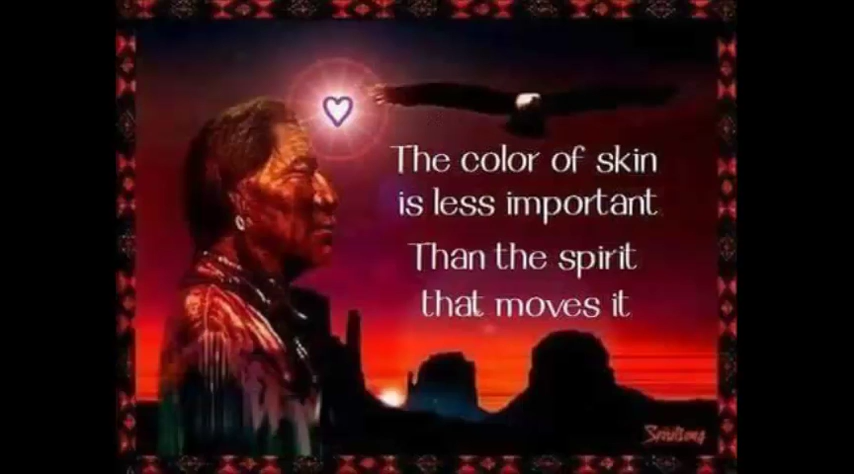 The color of skin
is less important
Than the spirit
that moves it